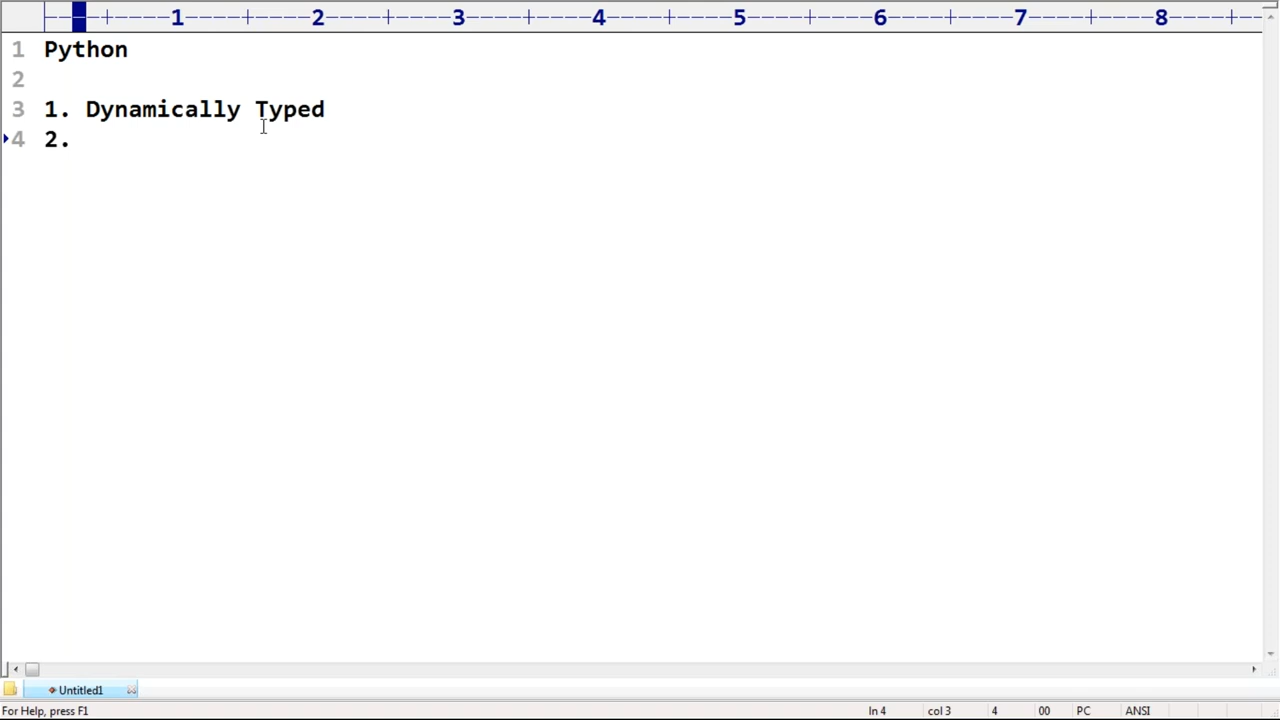 1 2 3 4 5 6 7 8
1 Python
2
3 1. Dynamically Typed
4 2.
Untitled1
For Help, press F1 ln 4 col 3 4 00 PC ANSI